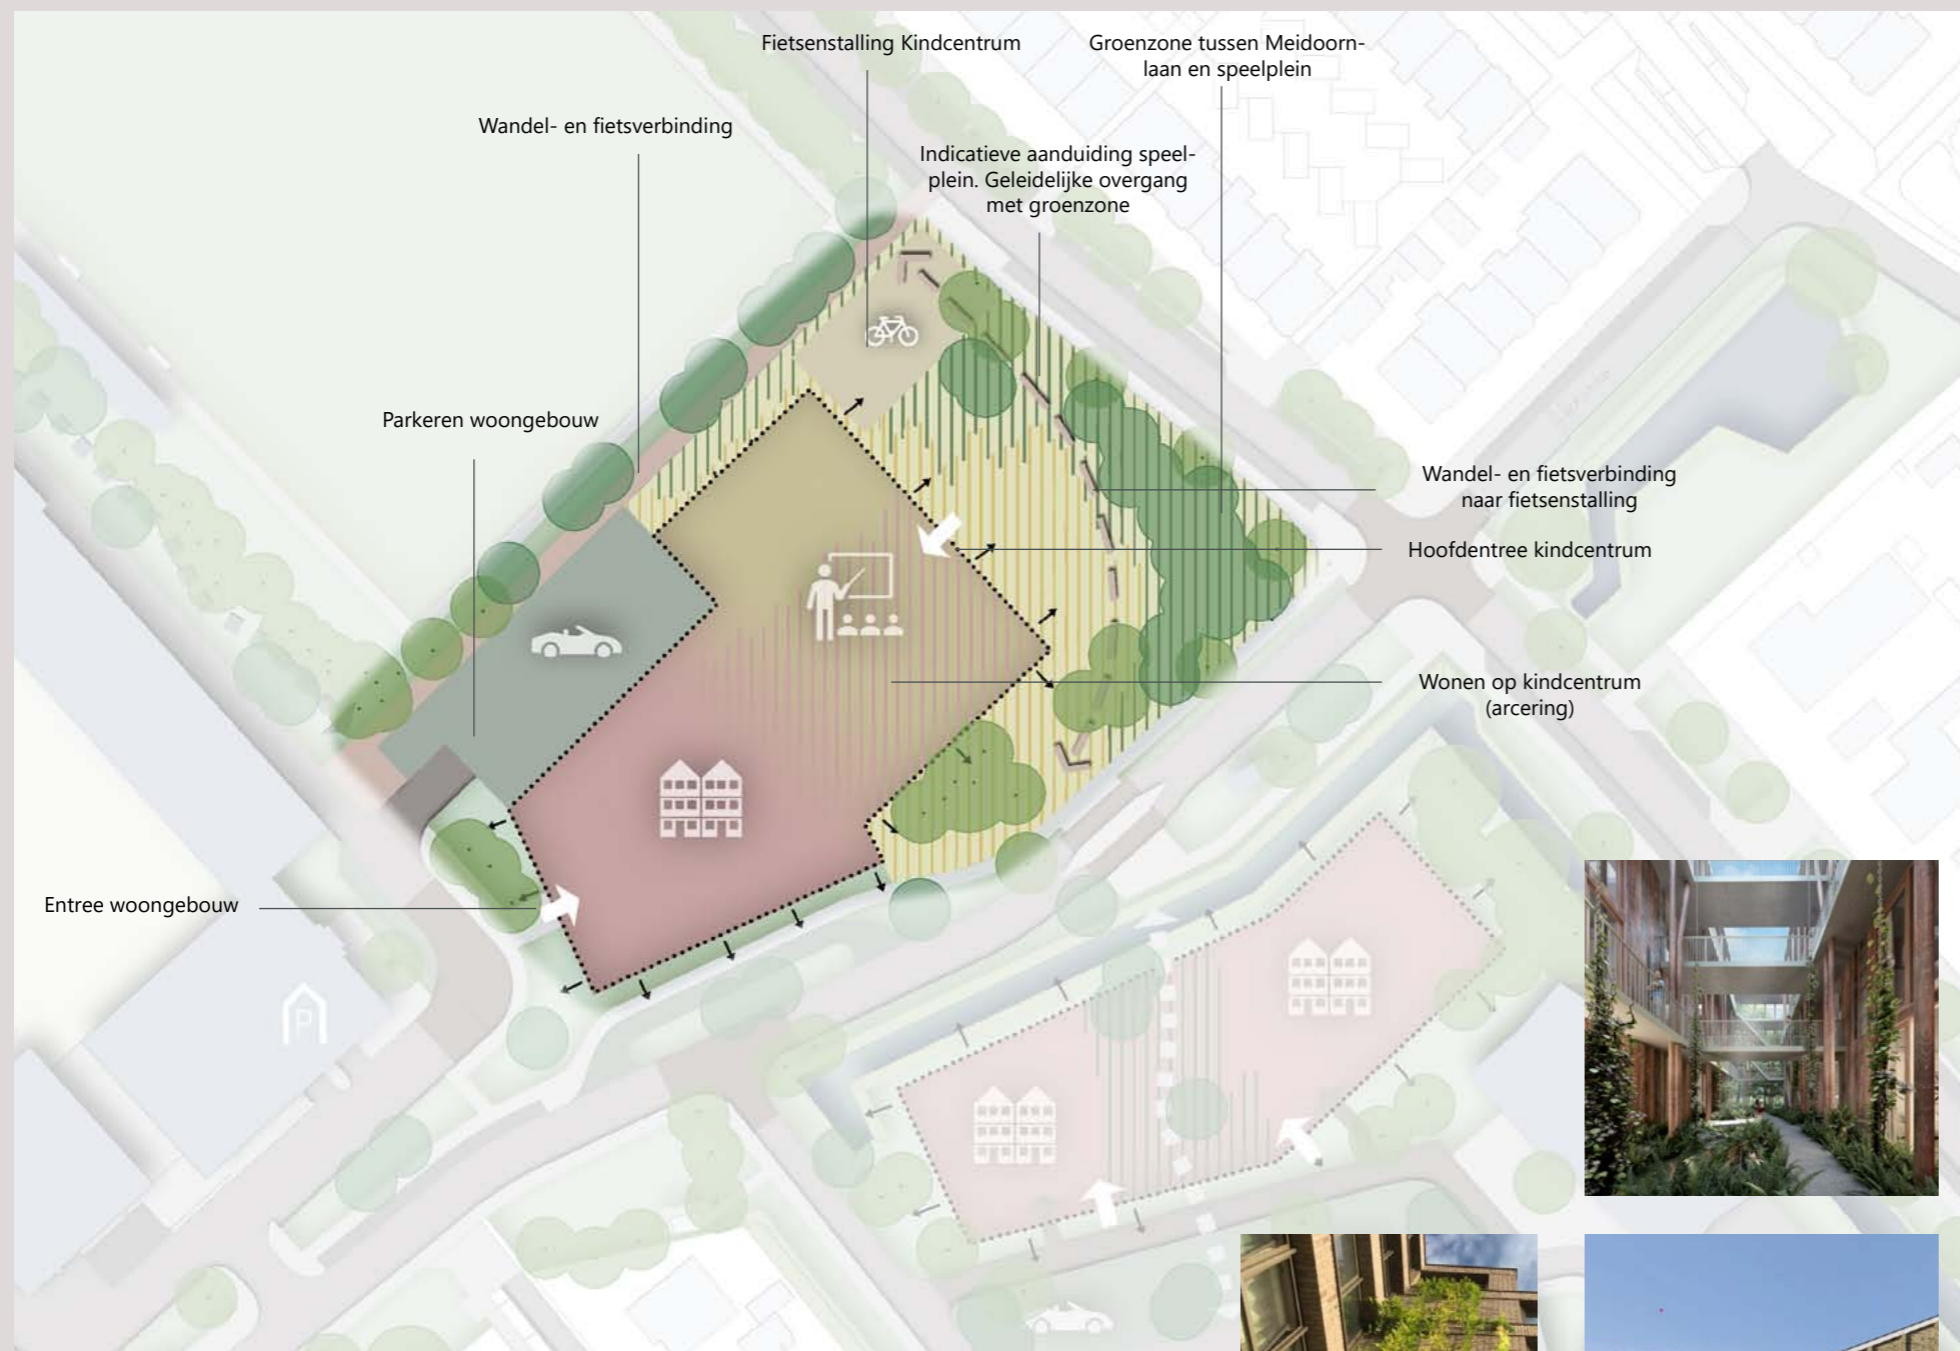 Fietsenstalling Kindcentrum
Groenzone tussen Meidoorn-
laan en speelplein
Wandel- en fietsverbinding
Indicatieve aanduiding speel-
plein. Geleidelijke overgang
met groenzone
Parkeren woongebouw
Wandel- en fietsverbinding
naar fietsenstalling
Hoofdentree kindcentrum
Wonen op kindcentrum
(arcering)
Entree woongebouw
P